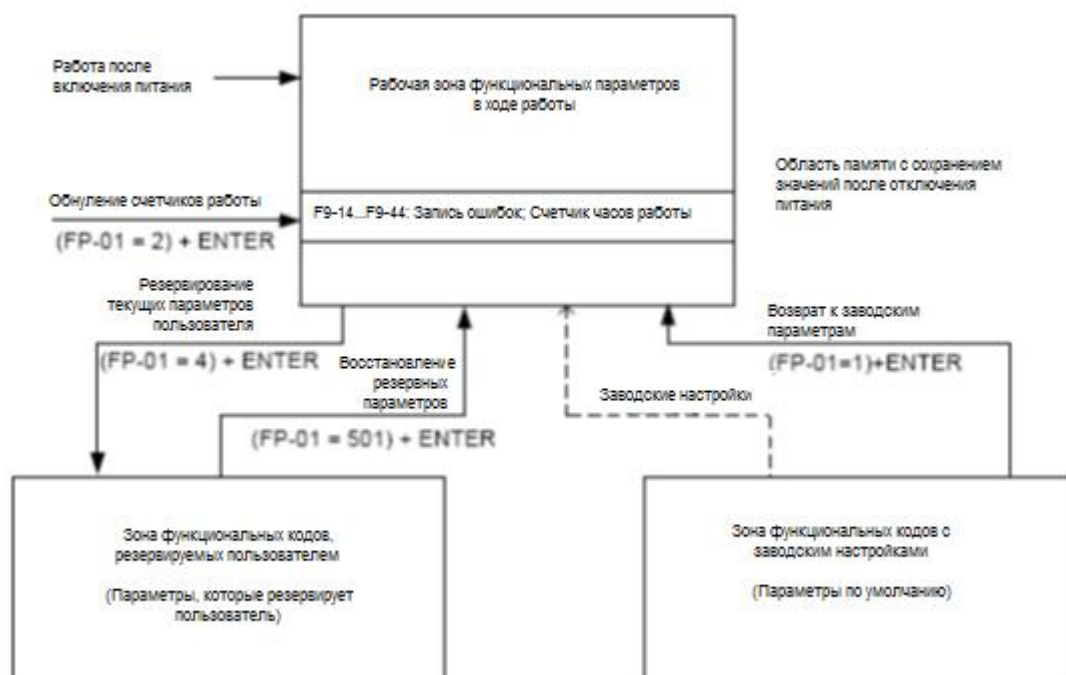 Работа после
включения питания
Рабочая зона функциональных параметров
в ходе работы
Область памяти с сохранением
значений после отключения
питания
Обнуление счетчиков работы
(FP-01 = 2) + ENTER
F9-14...F9-44: Запись ошибок; Счетчик часов работы
Резервирование
текущих параметров
пользователя
(FP-01 = 4) + ENTER
Восстановление
резервных
параметров
(FP-01 = 501) + ENTER
Заводские настройки
Возврат к заводским
параметрам
(FP-01=1)+ENTER
Зона функциональных кодов,
резервируемых пользователем
(Параметры, которые резервирует
пользователь)
Зона функциональных кодов с
заводским настройками
(Параметры по умолчанию)